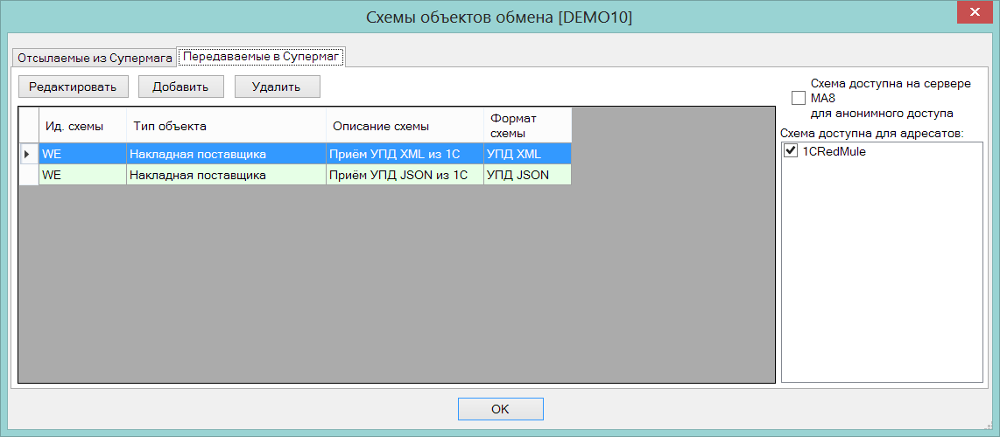 Схемы объектов обмена [DEMO10]
Отсылаемые из Супермага
Передаваемые в Супермаг
Редактировать
Добавить
Удалить
Схема доступна на сервере
MA8
для анонимного доступа
Схема доступна для адресатов:
1CRedMule
Ид. схемы
Тип объекта
Описание схемы
Формат
схемы
WE
Накладная поставщика
Приём УПД XML из 1С
УПД XML
WE
Накладная поставщика
Приём УПД JSON из 1С
УПД JSON
OK